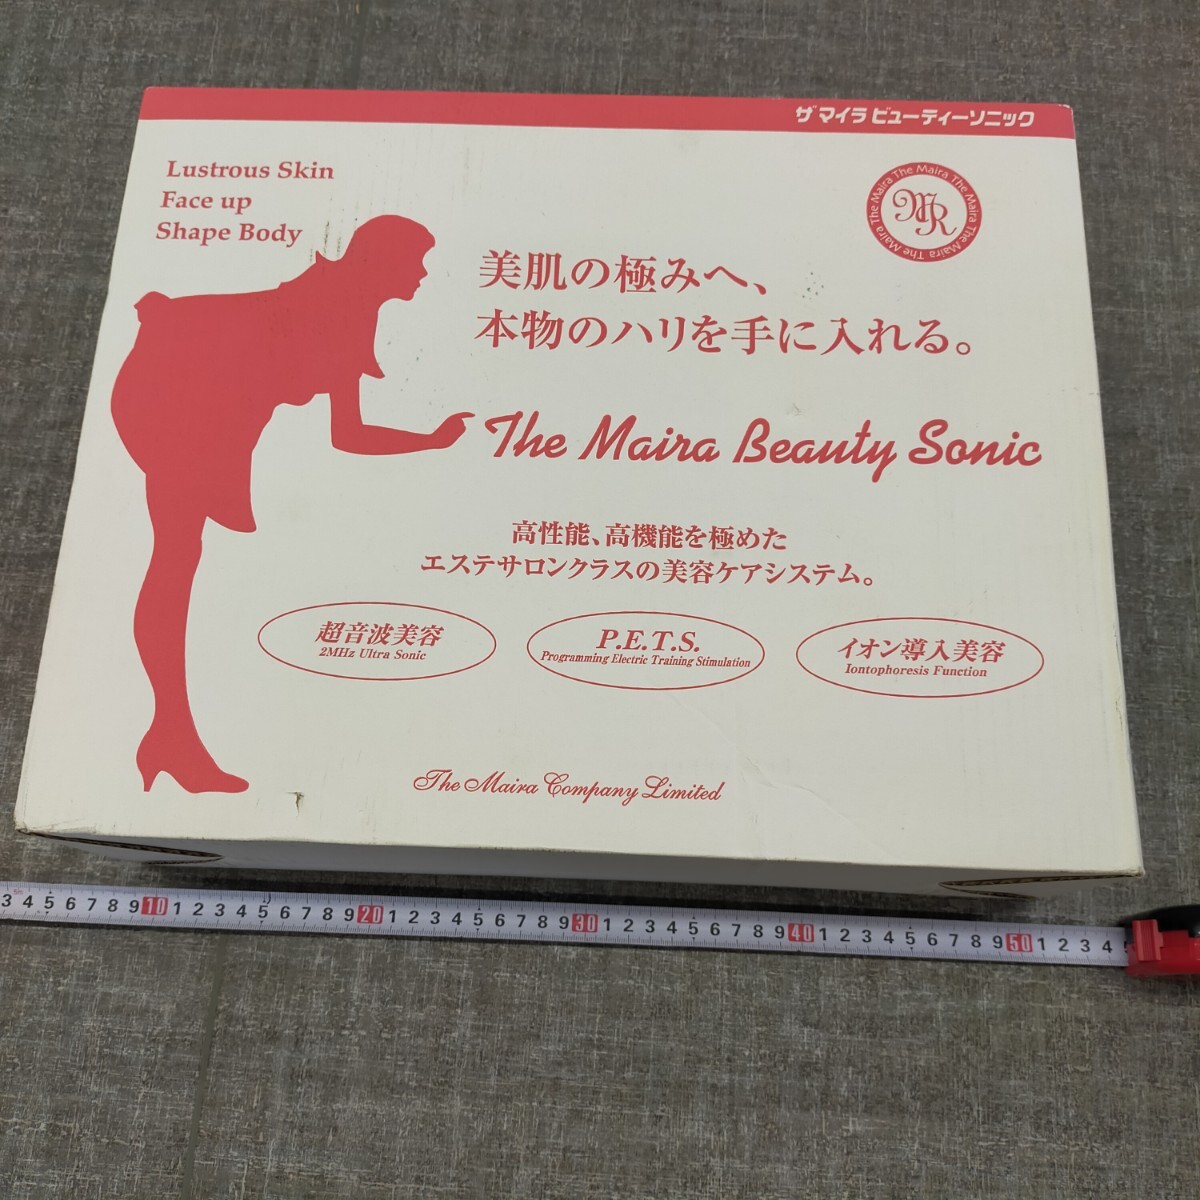 ザ マイラ ビューティーソニック
Lustrous Skin
Face up
Shape Body
The Maira The Maira The Maira The Maira The Maira
MR
美肌の極みへ、
本物のハリを手に入れる。
The Maira Beauty Sonic
高性能、高機能を極めた
エステサロンクラスの美容ケアシステム。
超音波美容
2MHz Ultra Sonic
P.E.T.S.
Programming Electric Training Stimulation
イオン導入美容
Iontophoresis Function
The Maira Company Limited
3 4 5 6 7 8 9 10 1 2 3 4 5 6 7 8 9 20 1 2 3 4 5 6 7 8 9 30 1 2 3 4 5 6 7 8 9 40 1 2 3 4 5 6 7 8 9 50 1 2 3 4